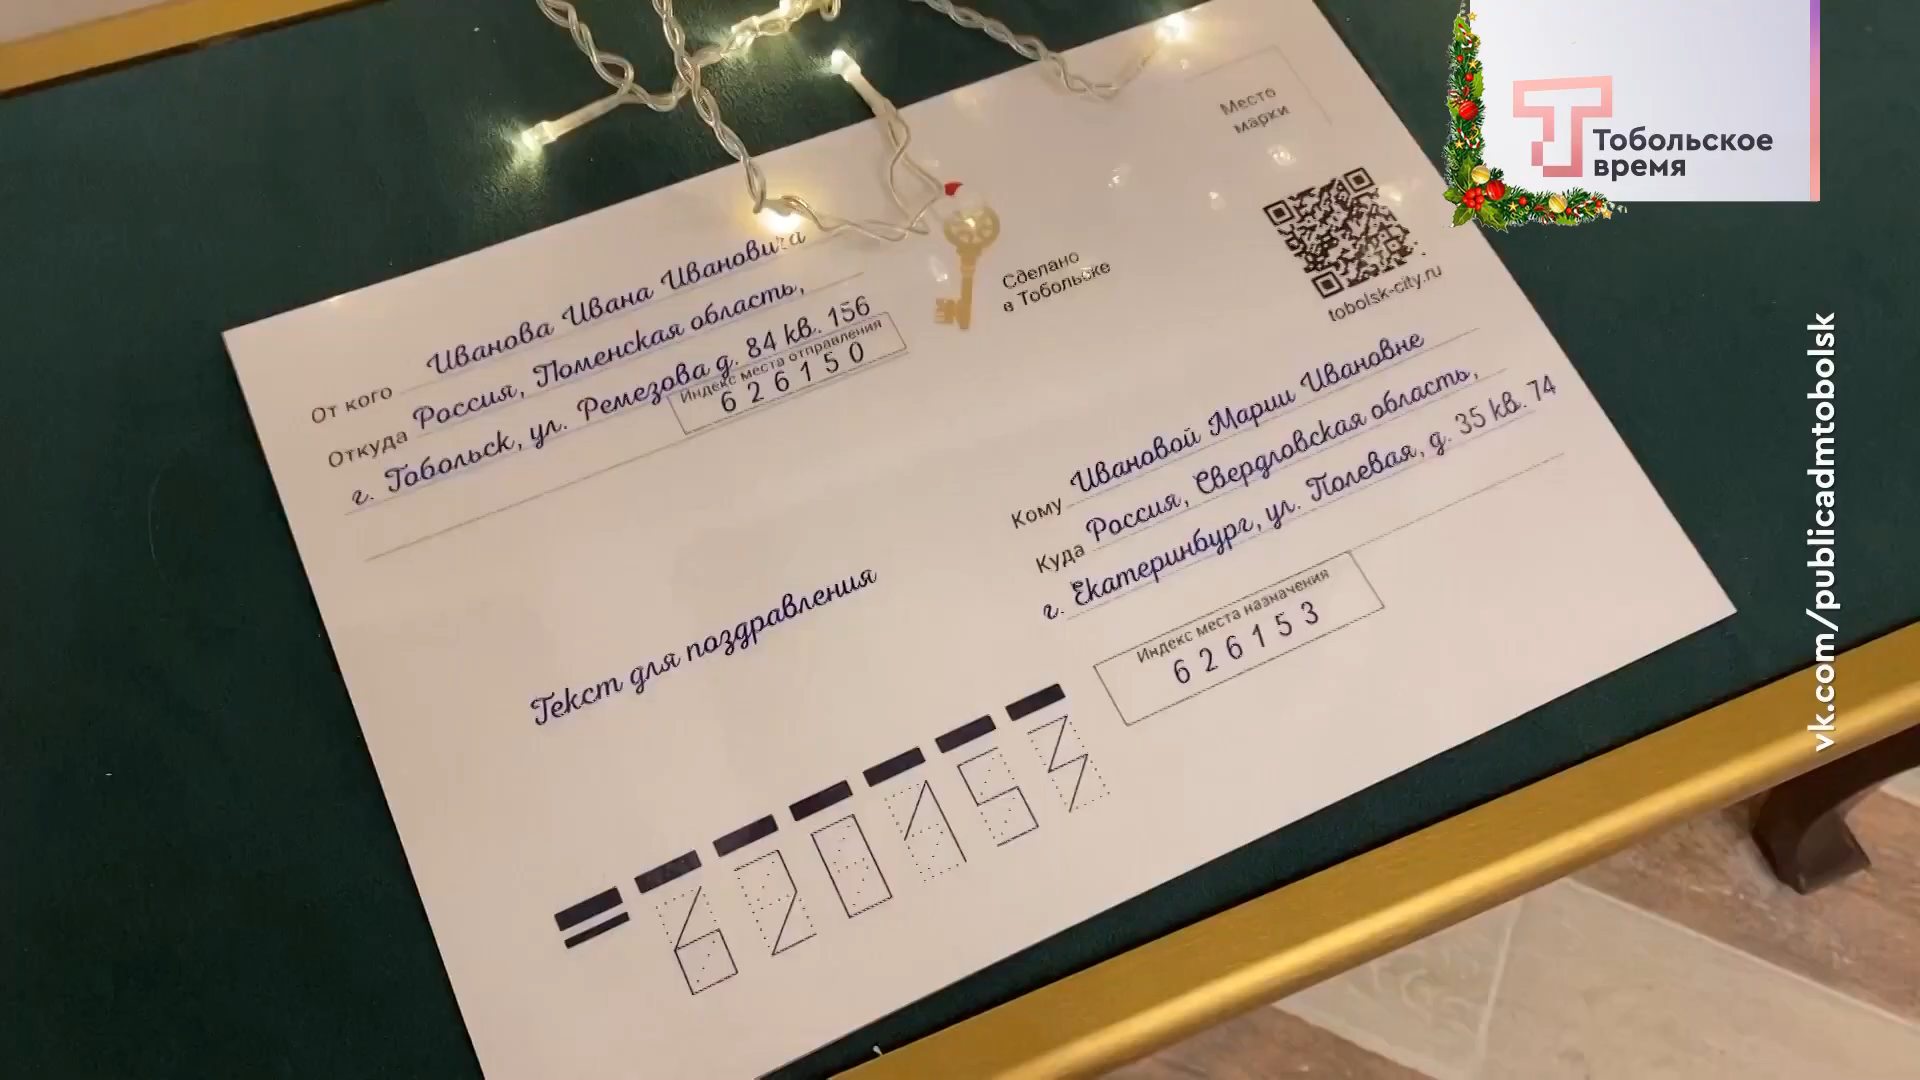 Тобольское
время
Место
марки
tobolsk-city.ru
Сделано
в Тобольске
От кого Иванова Ивана Ивановича
Откуда Россия, Тюменская область,
г. Тобольск, ул. Ремезова д. 84 кв. 156
Индекс места отправления
626150
Кому Ивановой Марии Ивановне
Куда Россия, Свердловская область,
г. Екатеринбург, ул. Полевая, д. 35 кв. 74
Индекс места назначения
626153
Текст для поздравления
620153
vk.com/publicadmtobolsk